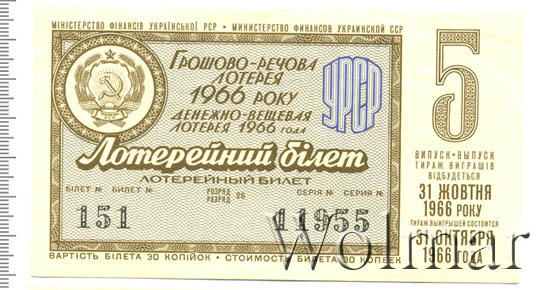 МІНІСТЕРСТВО ФІНАНСІВ УКРАЇНСЬКОЇ РСР • МИНИСТЕРСТВО ФИНАНСОВ УКРАИНСКОЙ ССР
ГРОШОВО-РЕЧОВА
ЛОТЕРЕЯ
1966 РОКУ
ДЕНЕЖНО-ВЕЩЕВАЯ
ЛОТЕРЕЯ 1966 ГОДА
УРСР
Лотерейний білет
ЛОТЕРЕЙНЫЙ БИЛЕТ
БІЛЕТ № БИЛЕТ № РОЗРЯД РАЗРЯД 26 СЕРІЯ № СЕРИЯ №
151 11955
ВАРТІСТЬ БІЛЕТА 30 КОПІЙОК • СТОИМОСТЬ БИЛЕТА 30 КОПЕЕК
5
ВИПУСК • ВЫПУСК
ТИРАЖ ВИГРАШІВ
ВІДБУДЕТЬСЯ
31 ЖОВТНЯ
1966 РОКУ
ТИРАЖ ВЫИГРЫШЕЙ СОСТОИТСЯ
31 ОКТЯБРЯ
1966 ГОДА
Wolmar